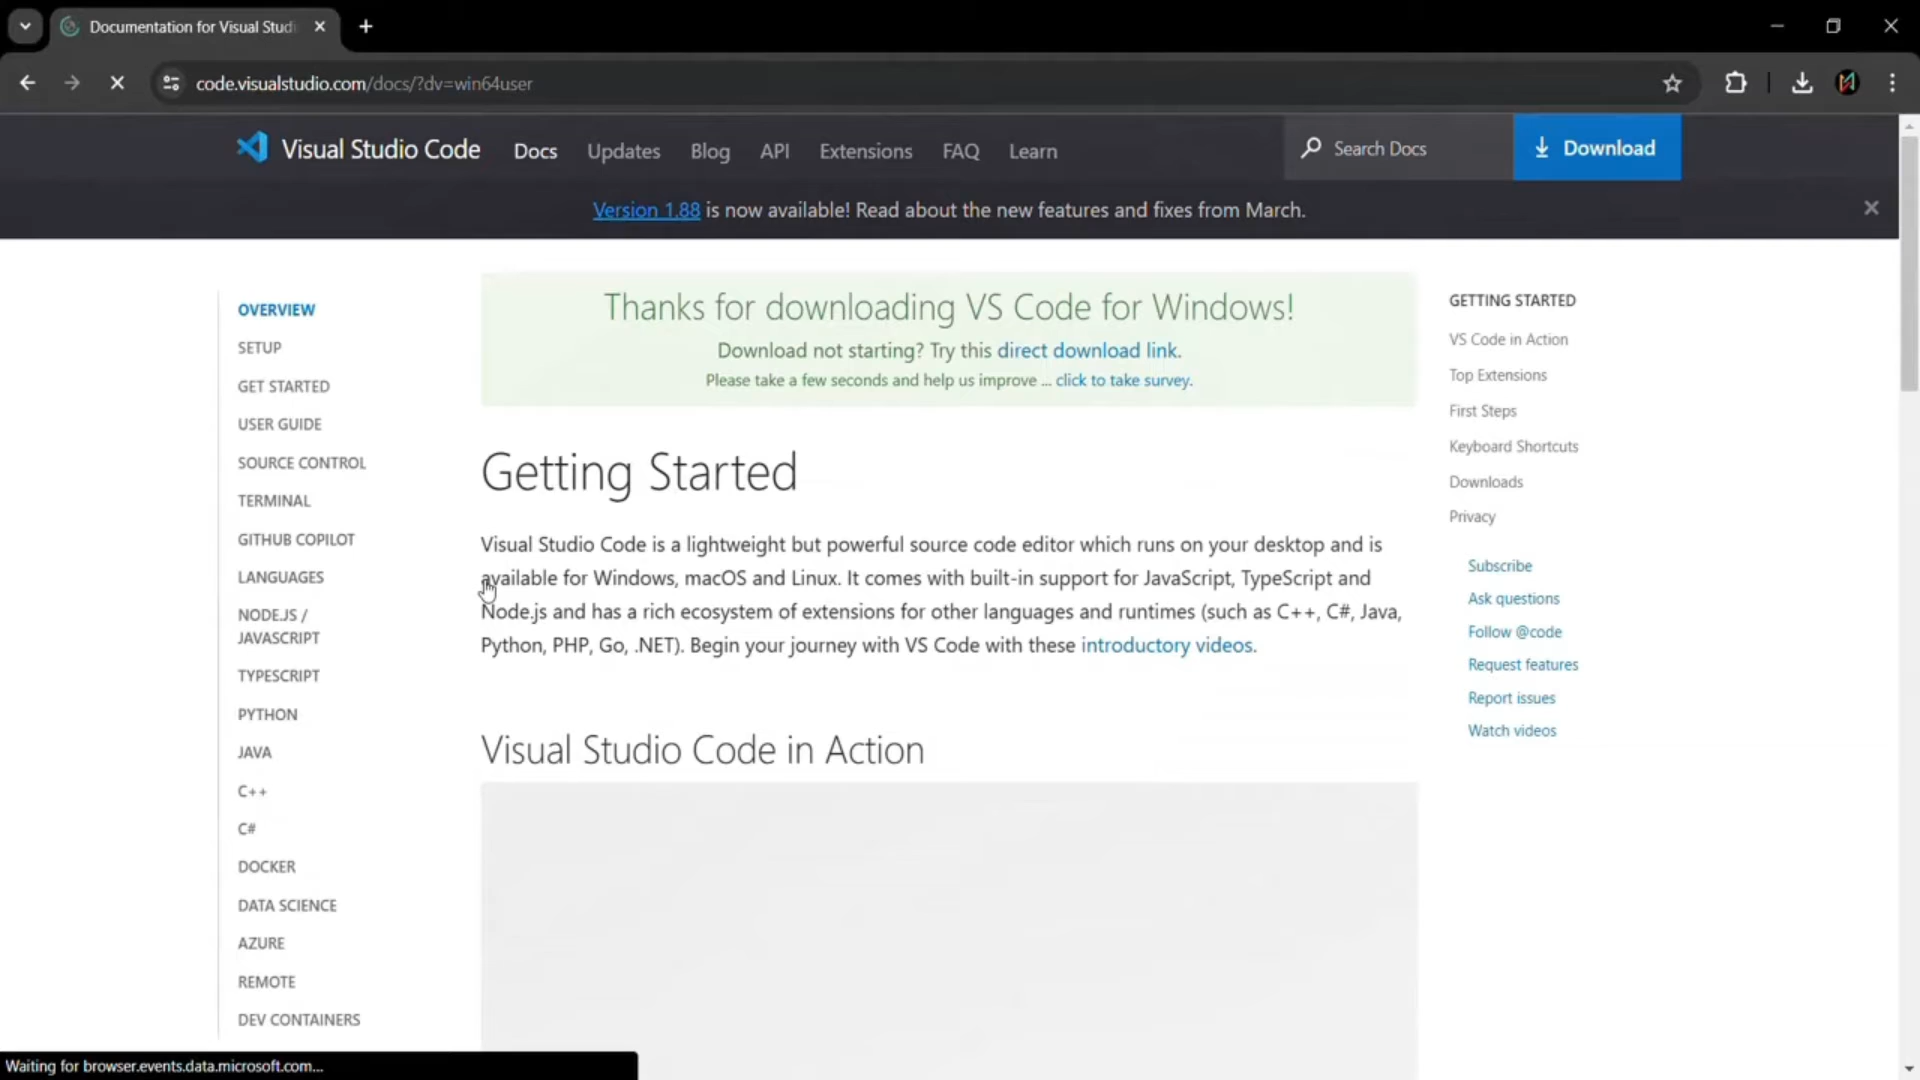 Documentation for Visual Studi
code.visualstudio.com/docs/?dv=win64user
Visual Studio Code Docs Updates Blog API Extensions FAQ Learn Search Docs Download
Version 1.88 is now available! Read about the new features and fixes from March.
OVERVIEW
SETUP
GET STARTED
USER GUIDE
SOURCE CONTROL
TERMINAL
GITHUB COPILOT
LANGUAGES
NODE.JS /
JAVASCRIPT
TYPESCRIPT
PYTHON
JAVA
C++
C#
DOCKER
DATA SCIENCE
AZURE
REMOTE
DEV CONTAINERS
Thanks for downloading VS Code for Windows!
Download not starting? Try this direct download link.
Please take a few seconds and help us improve ... click to take survey.
Getting Started
Visual Studio Code is a lightweight but powerful source code editor which runs on your desktop and is
available for Windows, macOS and Linux. It comes with built-in support for JavaScript, TypeScript and
Node.js and has a rich ecosystem of extensions for other languages and runtimes (such as C++, C#, Java,
Python, PHP, Go, .NET). Begin your journey with VS Code with these introductory videos.
Visual Studio Code in Action
GETTING STARTED
VS Code in Action
Top Extensions
First Steps
Keyboard Shortcuts
Downloads
Privacy
Subscribe
Ask questions
Follow @code
Request features
Report issues
Watch videos
Waiting for browser.events.data.microsoft.com...